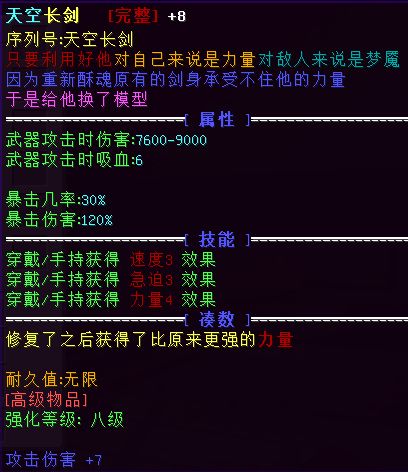 天空长剑 [完整] +8
序列号:天空长剑
只要利用好他对自己来说是力量对敌人来说是梦魇
因为重新酥魂原有的剑身承受不住他的力量
于是给他换了模型
[ 属性 ]
武器攻击时伤害:7600-9000
武器攻击时吸血:6
暴击几率:30%
暴击伤害:120%
[ 技能 ]
穿戴/手持获得 速度3 效果
穿戴/手持获得 急迫3 效果
穿戴/手持获得 力量4 效果
[ 凑数 ]
修复了之后获得了比原来更强的力量
耐久值:无限
[高级物品]
强化等级: 八级
攻击伤害 +7